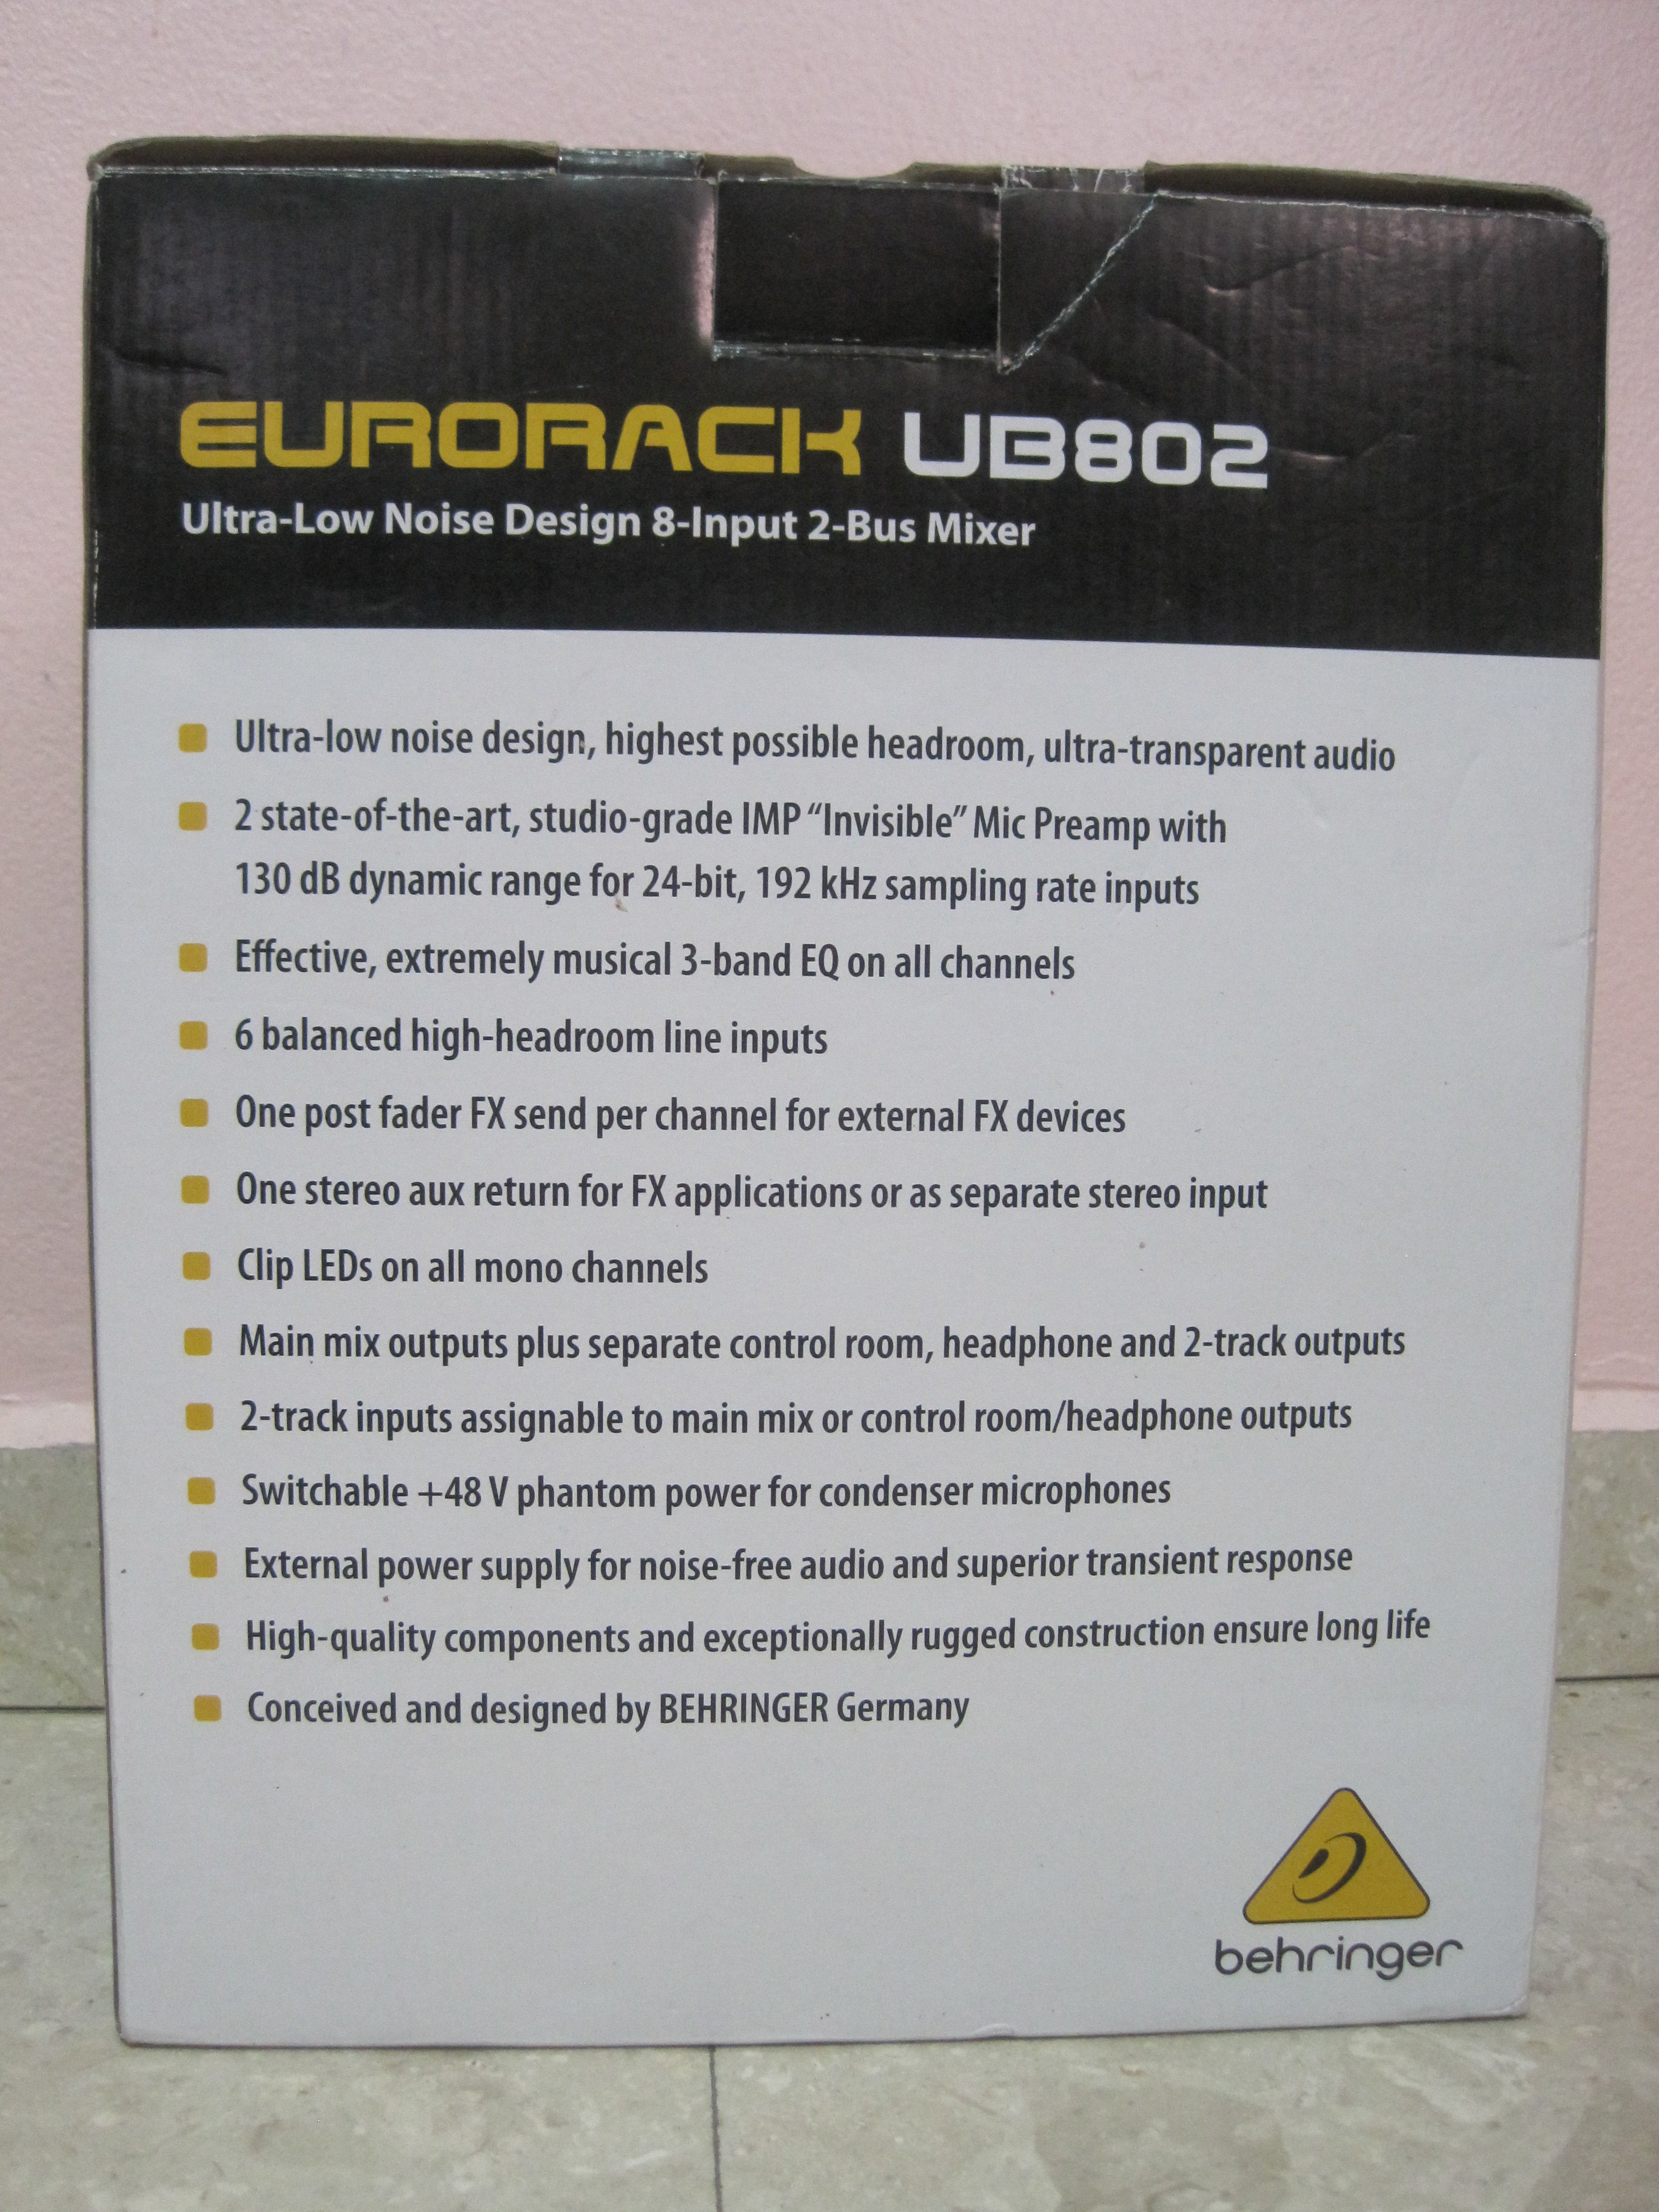 EURORACK UB802
Ultra-Low Noise Design 8-Input 2-Bus Mixer
Ultra-low noise design, highest possible headroom, ultra-transparent audio
2 state-of-the-art, studio-grade IMP “Invisible” Mic Preamp with
130 dB dynamic range for 24-bit, 192 kHz sampling rate inputs
Effective, extremely musical 3-band EQ on all channels
6 balanced high-headroom line inputs
One post fader FX send per channel for external FX devices
One stereo aux return for FX applications or as separate stereo input
Clip LEDs on all mono channels
Main mix outputs plus separate control room, headphone and 2-track outputs
2-track inputs assignable to main mix or control room/headphone outputs
Switchable +48 V phantom power for condenser microphones
External power supply for noise-free audio and superior transient response
High-quality components and exceptionally rugged construction ensure long life
Conceived and designed by BEHRINGER Germany
behringer